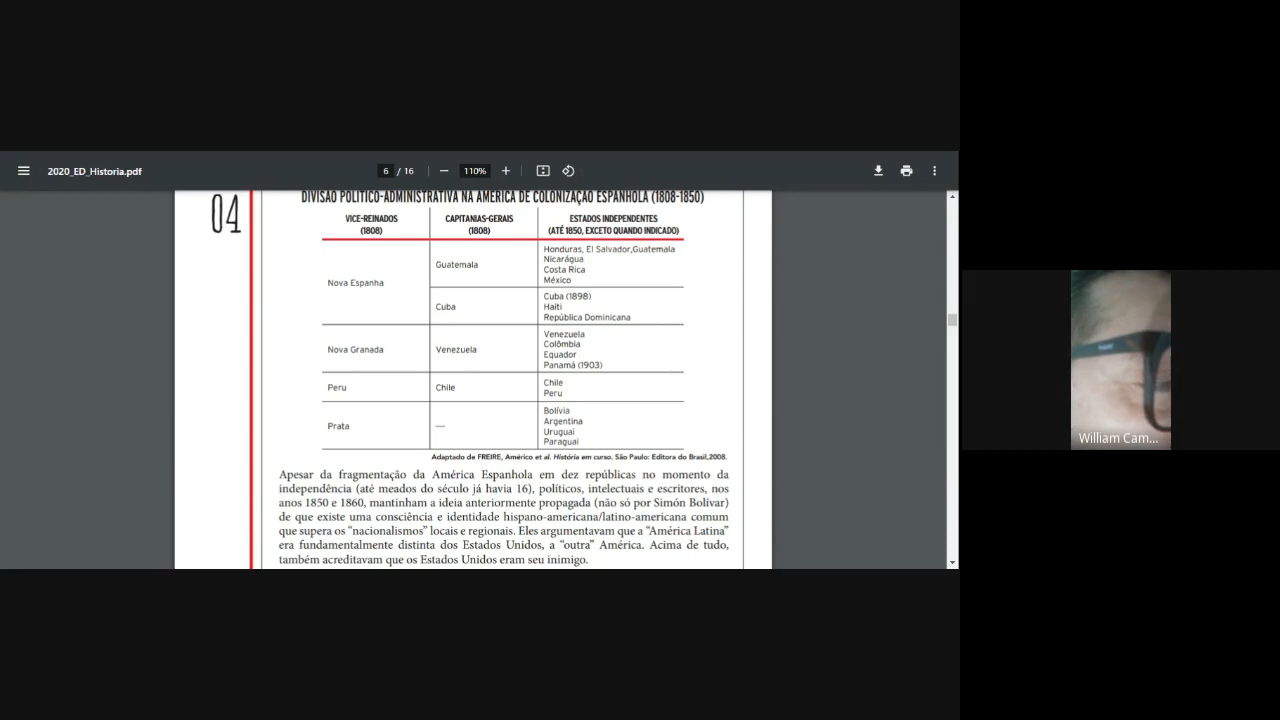 2020_ED_Historia.pdf
6 / 16
110%
04
DIVISÃO POLÍTICO-ADMINISTRATIVA NA AMÉRICA DE COLONIZAÇÃO ESPANHOLA (1808-1850)
VICE-REINADOS
(1808)
CAPITANIAS-GERAIS
(1808)
ESTADOS INDEPENDENTES
(ATÉ 1850, EXCETO QUANDO INDICADO)
Nova Espanha
Guatemala
Honduras, El Salvador,Guatemala
Nicarágua
Costa Rica
México
Cuba
Cuba (1898)
Haiti
República Dominicana
Nova Granada
Venezuela
Venezuela
Colômbia
Equador
Panamá (1903)
Peru
Chile
Chile
Peru
Prata
—
Bolívia
Argentina
Uruguai
Paraguai
Adaptado de FREIRE, Américo et al. História em curso. São Paulo: Editora do Brasil,2008.
Apesar da fragmentação da América Espanhola em dez repúblicas no momento da
independência (até meados do século já havia 16), políticos, intelectuais e escritores, nos
anos 1850 e 1860, mantinham a ideia anteriormente propagada (não só por Simón Bolívar)
de que existe uma consciência e identidade hispano-americana/latino-americana comum
que supera os “nacionalismos” locais e regionais. Eles argumentavam que a “América Latina”
era fundamentalmente distinta dos Estados Unidos, a “outra” América. Acima de tudo,
também acreditavam que os Estados Unidos eram seu inimigo.
William Cam...